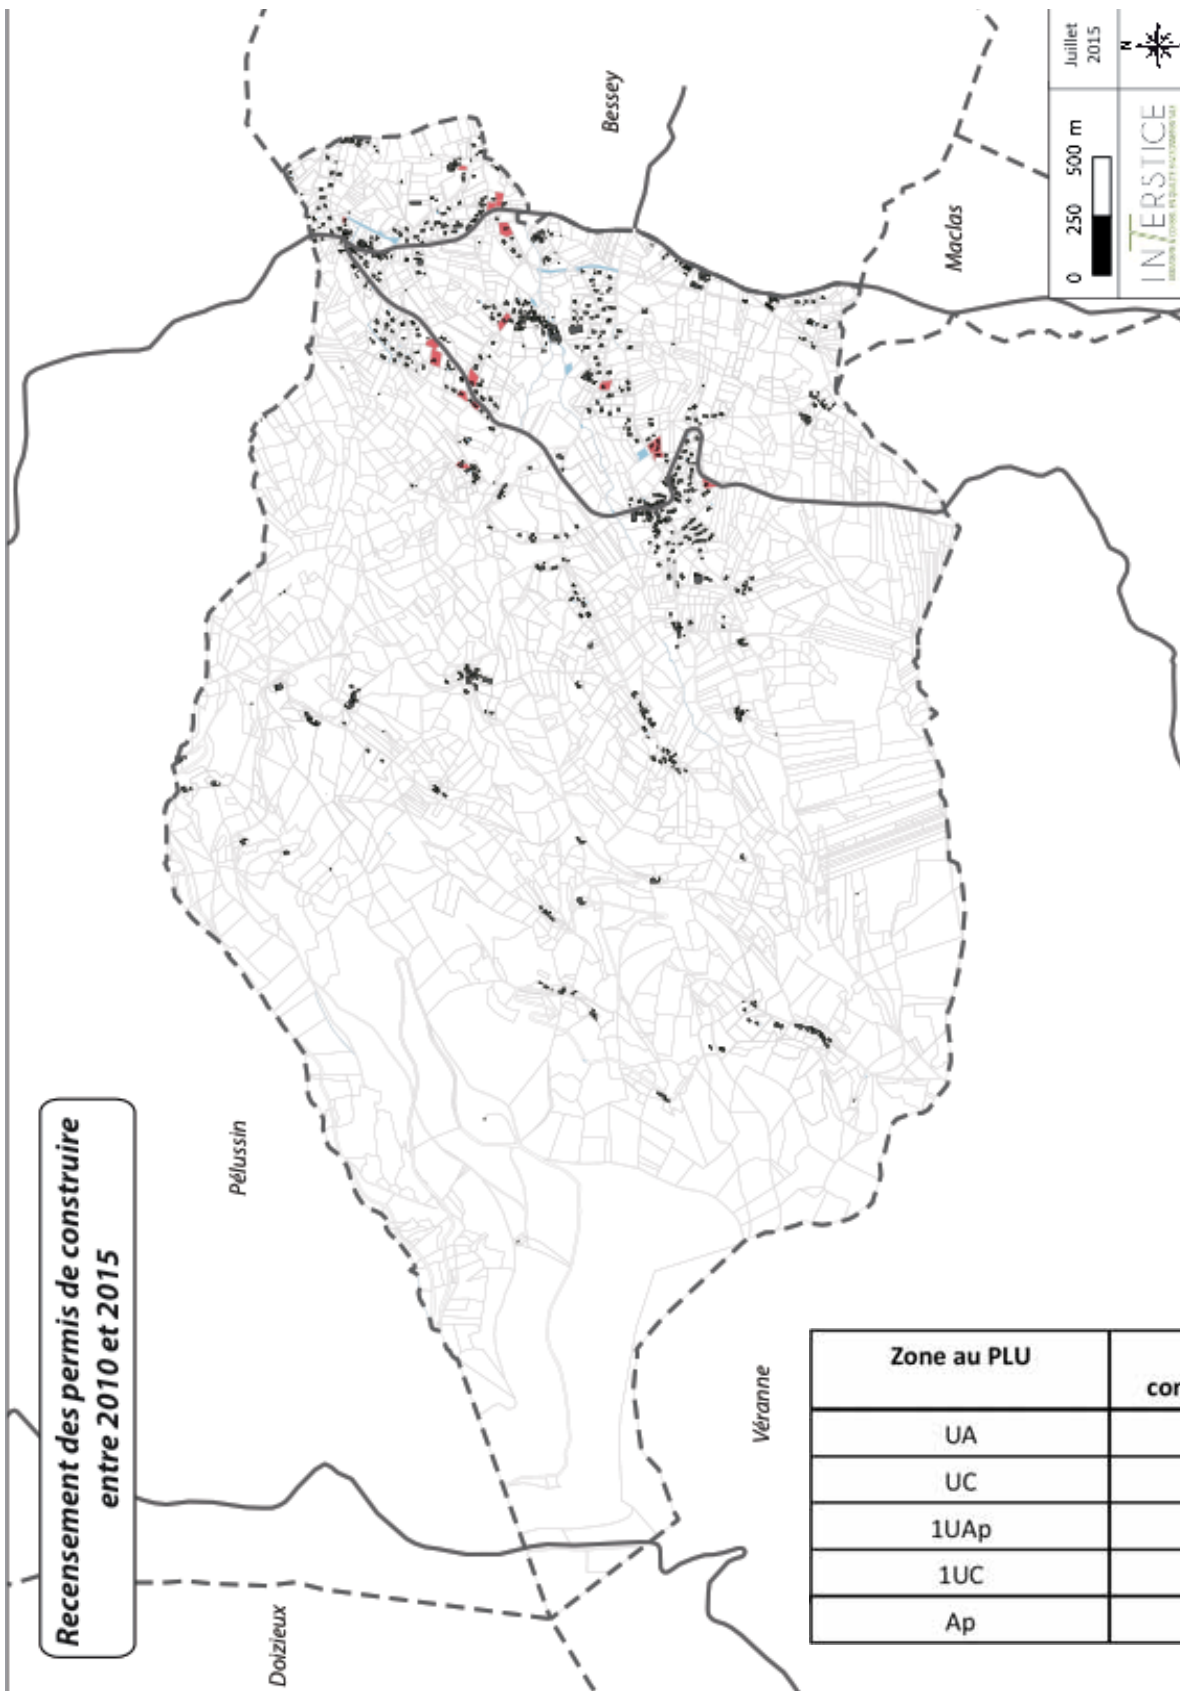 Recensement des permis de construire
entre 2010 et 2015
Doizieux
Pélussin
Véranne
Bessey
Maclas
0 250 500 m
Juillet
2015
N
INTERSTICE
Zone au PLU
UA
UC
1UAp
1UC
Ap